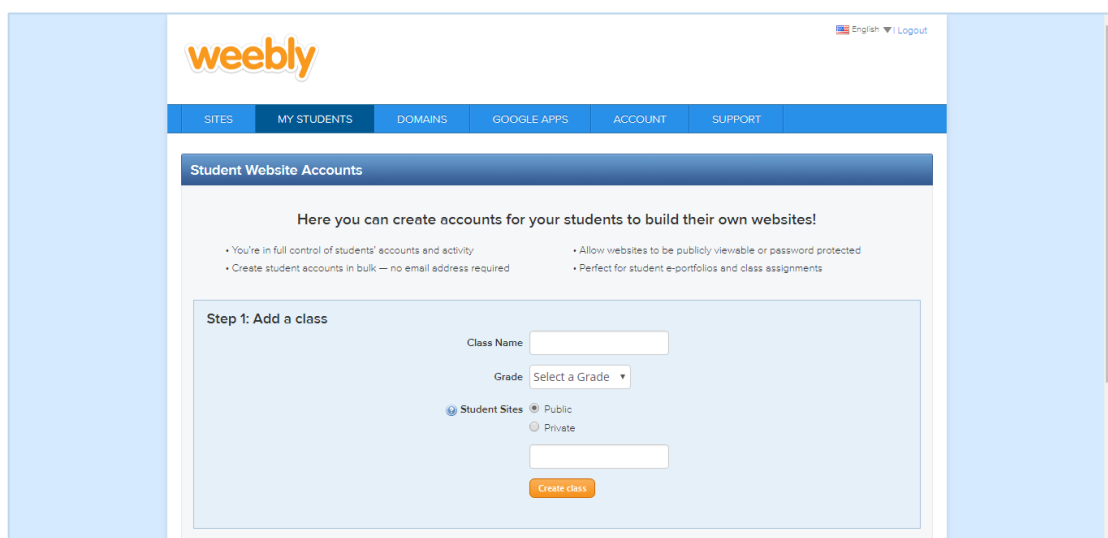 weebly
English ▼ | Logout
SITES MY STUDENTS DOMAINS GOOGLE APPS ACCOUNT SUPPORT
Student Website Accounts
Here you can create accounts for your students to build their own websites!
• You're in full control of students' accounts and activity
• Create student accounts in bulk — no email address required
• Allow websites to be publicly viewable or password protected
• Perfect for student e-portfolios and class assignments
Step 1: Add a class
Class Name
Grade Select a Grade ▼
Student Sites Public
Private
Create class